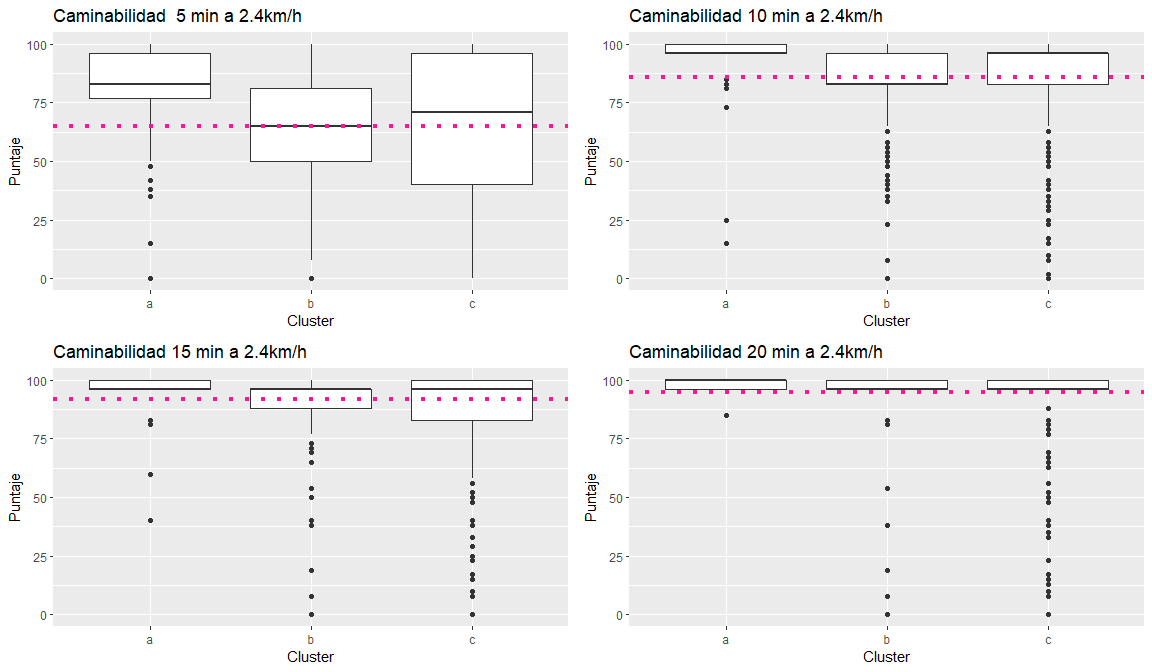 Caminabilidad  5 min a 2.4km/h
Puntaje
100
75
50
25
0
a b c
Cluster
Caminabilidad 10 min a 2.4km/h
Puntaje
100
75
50
25
0
a b c
Cluster
Caminabilidad 15 min a 2.4km/h
Puntaje
100
75
50
25
0
a b c
Cluster
Caminabilidad 20 min a 2.4km/h
Puntaje
100
75
50
25
0
a b c
Cluster